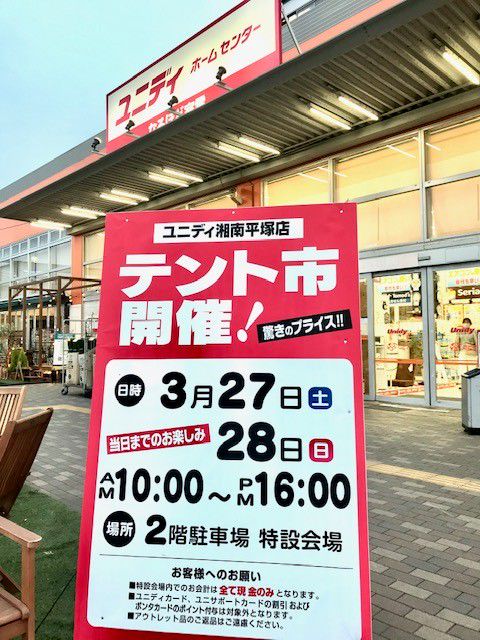 ユニディ ホームセンター
ユニディ湘南平塚店
テント市
開催!
驚きのプライス!!
日時 3月27日土
当日までのお楽しみ 28日日
AM10:00～PM16:00
場所 2階駐車場 特設会場
お客様へのお願い
■特設会場内でのお会計は全て現金のみとなります。
■ユニディカード、ユニサポートカードの割引および
ポンタカードのポイント付与は対象外となります。
■アウトレット品のご返品はご遠慮ください。
Unidy
Unidy